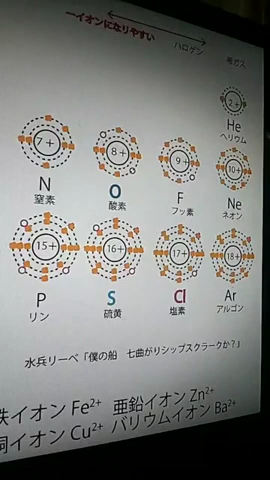 ーイオンになりやすい
ハロゲン
希ガス
2+
He
ヘリウム
7+ 8+ 9+ 10+
N O F Ne
窒素 酸素 フッ素 ネオン
15+ 16+ 17+ 18+
P S Cl Ar
リン 硫黄 塩素 アルゴン
水兵リーベ「僕の船 七曲がりシップスクラークか?」
鉄イオン Fe2+ 亜鉛イオン Zn2+
銅イオン Cu2+ バリウムイオン Ba2+